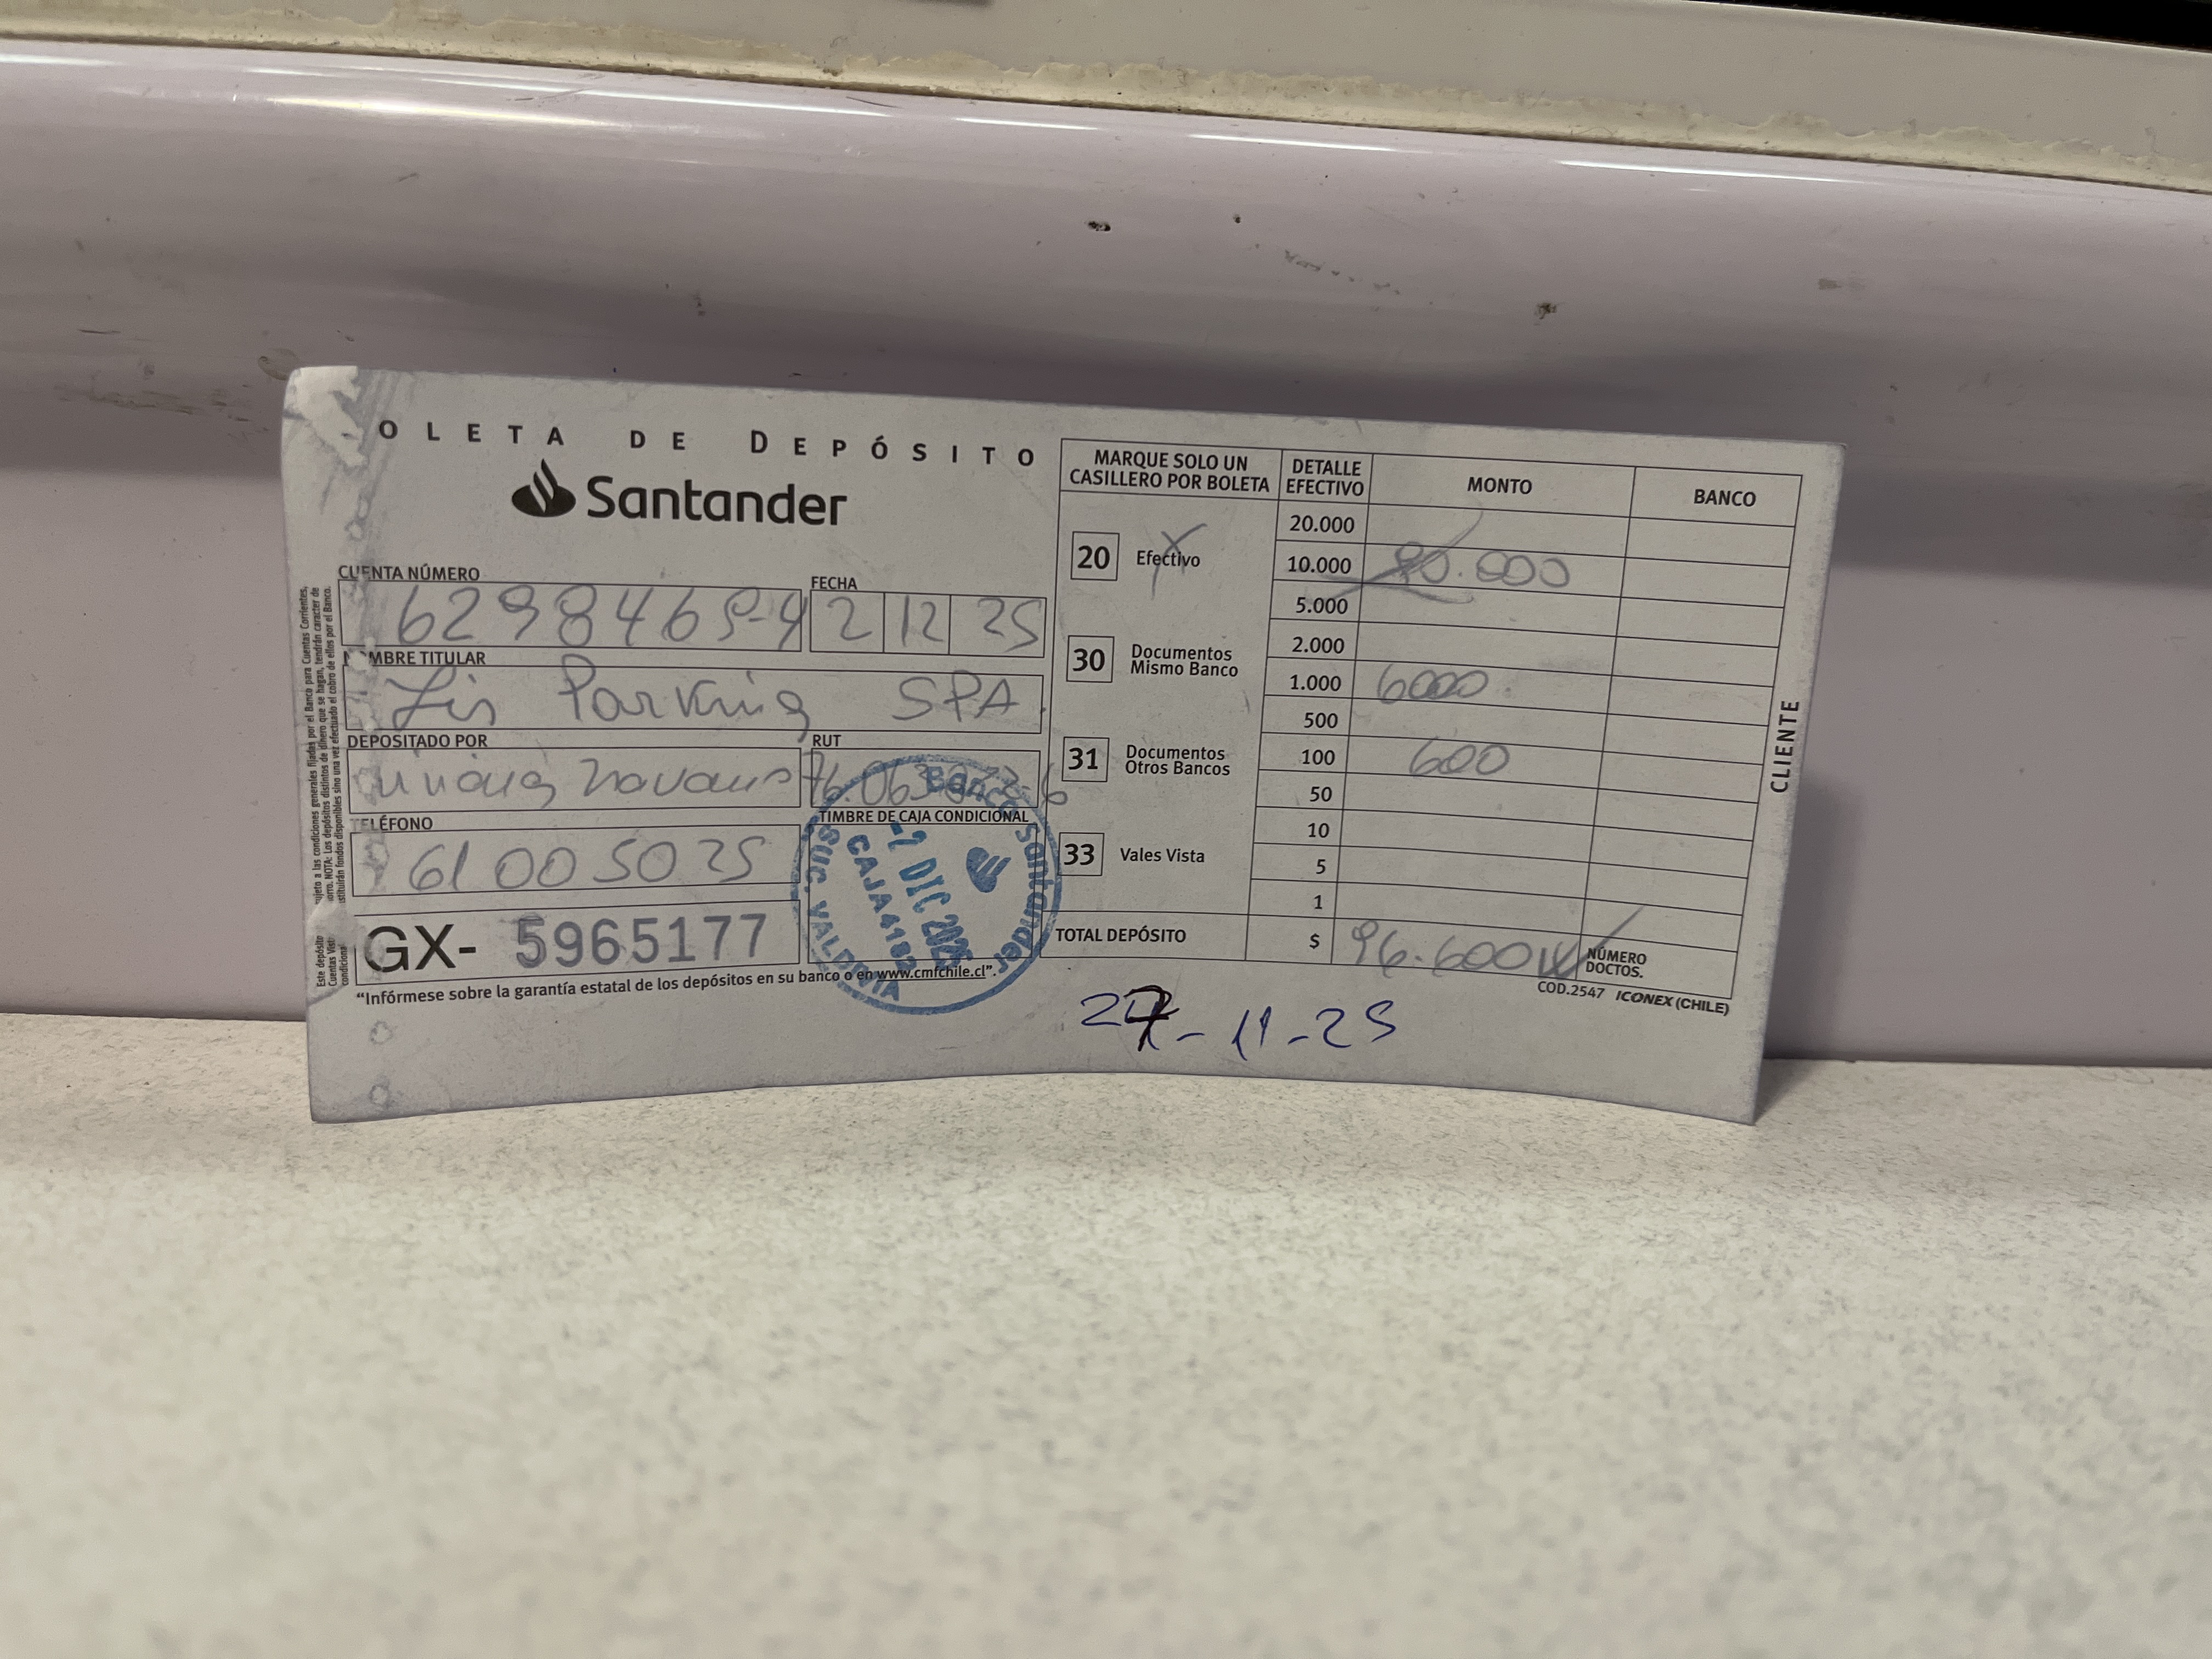 OLETA DE DEPÓSITO
Santander
CUENTA NÚMERO
6298465-4
FECHA
2 12 25
NOMBRE TITULAR
Lis Parking SPA.
DEPOSITADO POR
RUT
TELÉFONO
61005025
TIMBRE DE CAJA CONDICIONAL
Banco Santander
-2 DIC 2025
SUC. VALDIVIA
GX- 5965177
"Infórmese sobre la garantía estatal de los depósitos en su banco o en www.cmfchile.cl".
MARQUE SOLO UN CASILLERO POR BOLETA
20 Efectivo X
30 Documentos Mismo Banco
31 Documentos Otros Bancos
33 Vales Vista
DETALLE EFECTIVO MONTO BANCO
20.000
10.000 90.000
5.000
2.000
1.000 6000
500
100 600
50
10
5
1
TOTAL DEPÓSITO $ 96.600
NÚMERO DOCTOS.
COD.2547 ICONEX (CHILE)
CLIENTE
27-11-25